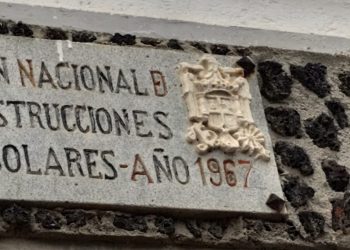 N NACIONAL D
STRUCCIONES
OLARES-AÑO 1967